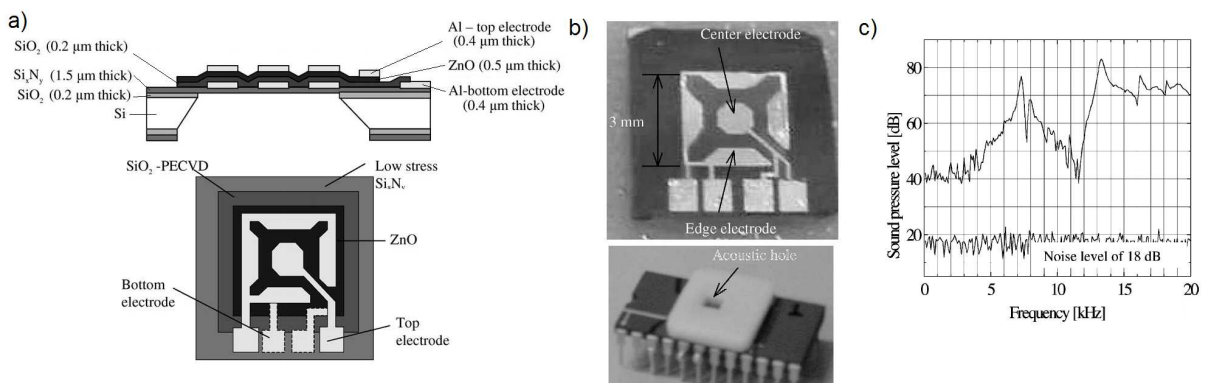 a)
Al – top electrode
(0.4 μm thick)
SiO₂ (0.2 μm thick)
ZnO (0.5 μm thick)
SiₓNᵧ (1.5 μm thick)
SiO₂ (0.2 μm thick)
Al-bottom electrode
(0.4 μm thick)
Si
SiO₂ -PECVD
Low stress
SiₓNᵧ
ZnO
Bottom
electrode
Top
electrode
b)
Center electrode
3 mm
Edge electrode
Acoustic hole
c)
Sound pressure level [dB]
80
60
40
20
Noise level of 18 dB
0
5
10
15
20
Frequency [kHz]